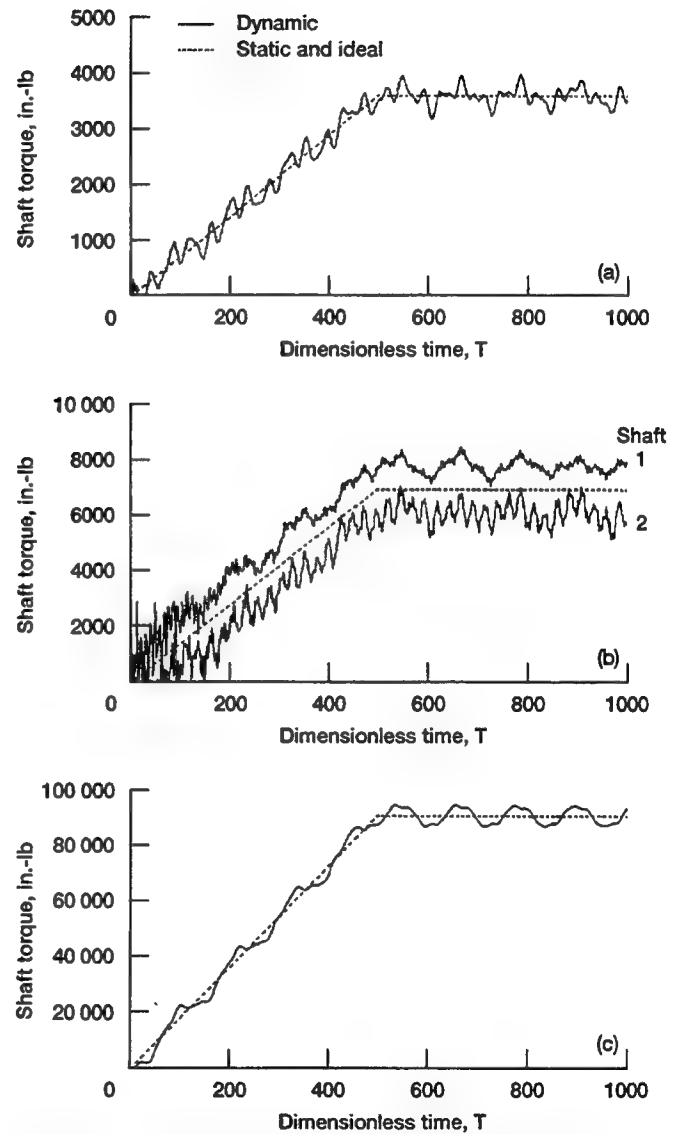 5000
4000
3000
2000
1000
0
200
400
600
800
1000
Shaft torque, in.-lb
Dynamic
Static and ideal
(a)
Dimensionless time, T
10 000
8000
6000
4000
2000
0
200
400
600
800
1000
Shaft torque, in.-lb
Shaft
1
2
(b)
Dimensionless time, T
100 000
80 000
60 000
40 000
20 000
0
200
400
600
800
1000
Shaft torque, in.-lb
(c)
Dimensionless time, T